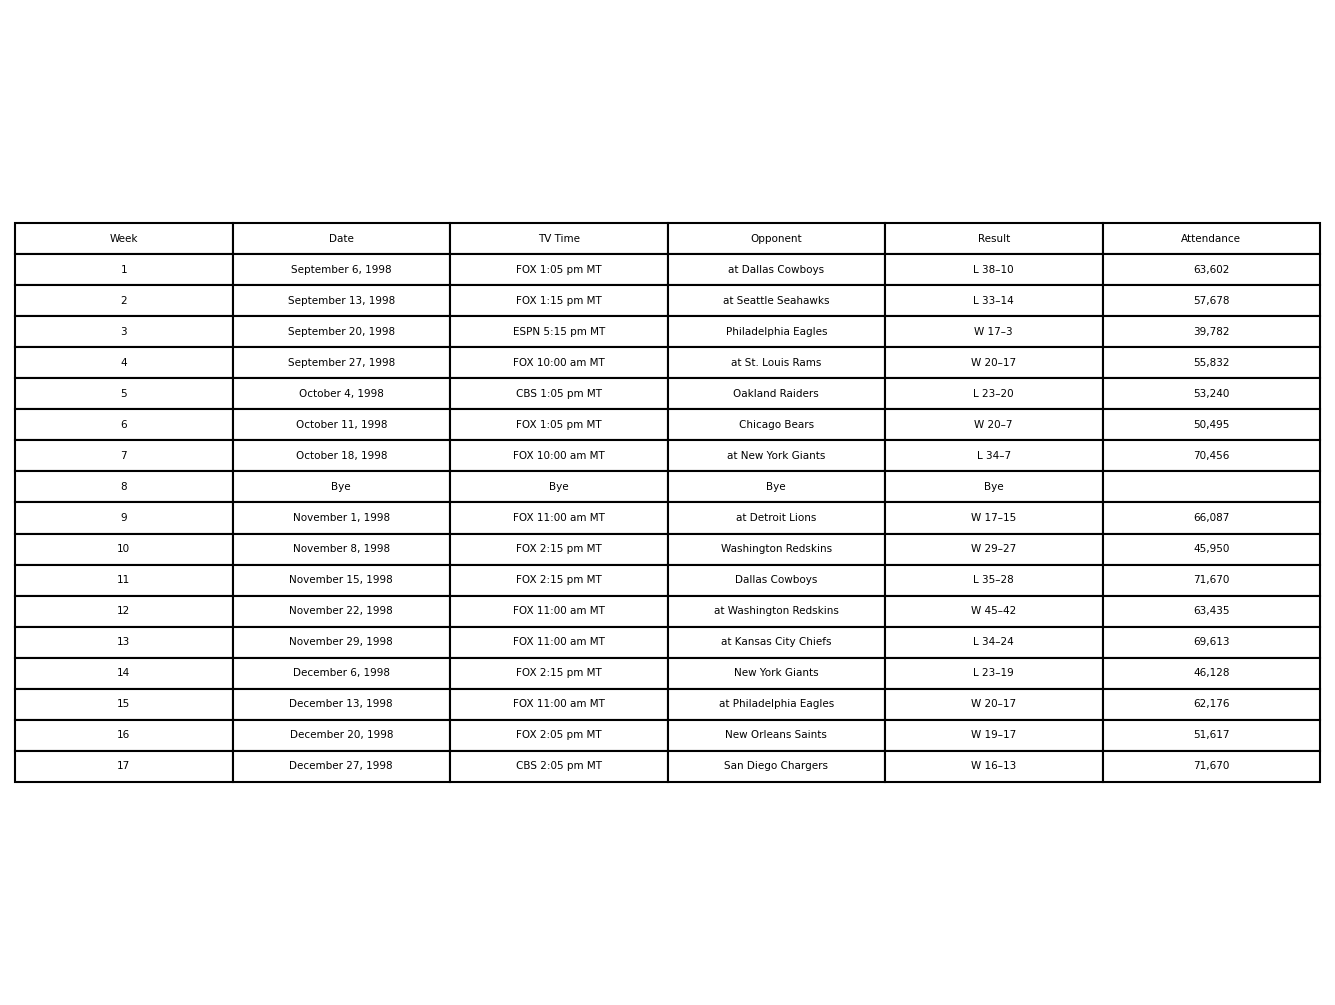 Week Date TV Time Opponent Result Attendance
1 September 6, 1998 FOX 1:05 pm MT at Dallas Cowboys L 38–10 63,602
2 September 13, 1998 FOX 1:15 pm MT at Seattle Seahawks L 33–14 57,678
3 September 20, 1998 ESPN 5:15 pm MT Philadelphia Eagles W 17–3 39,782
4 September 27, 1998 FOX 10:00 am MT at St. Louis Rams W 20–17 55,832
5 October 4, 1998 CBS 1:05 pm MT Oakland Raiders L 23–20 53,240
6 October 11, 1998 FOX 1:05 pm MT Chicago Bears W 20–7 50,495
7 October 18, 1998 FOX 10:00 am MT at New York Giants L 34–7 70,456
8 Bye Bye Bye Bye
9 November 1, 1998 FOX 11:00 am MT at Detroit Lions W 17–15 66,087
10 November 8, 1998 FOX 2:15 pm MT Washington Redskins W 29–27 45,950
11 November 15, 1998 FOX 2:15 pm MT Dallas Cowboys L 35–28 71,670
12 November 22, 1998 FOX 11:00 am MT at Washington Redskins W 45–42 63,435
13 November 29, 1998 FOX 11:00 am MT at Kansas City Chiefs L 34–24 69,613
14 December 6, 1998 FOX 2:15 pm MT New York Giants L 23–19 46,128
15 December 13, 1998 FOX 11:00 am MT at Philadelphia Eagles W 20–17 62,176
16 December 20, 1998 FOX 2:05 pm MT New Orleans Saints W 19–17 51,617
17 December 27, 1998 CBS 2:05 pm MT San Diego Chargers W 16–13 71,670